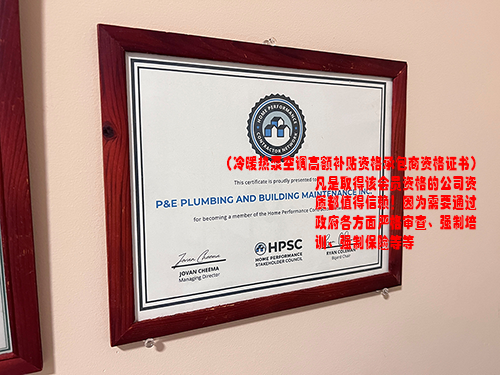 HOME PERFORMANCE
CONTRACTOR NETWORK
This certificate is proudly presented to
P&E PLUMBING AND BUILDING MAINTENANCE INC.
for becoming a member of the Home Performance
（冷暖热泵空调高额补贴资格承包商资格证书）
凡是取得该会员资格的公司资
质都值得信赖，因为需要通过
政府各方面严格审查、强制培
训、强制保险等等
Jovan Cheema
JOVAN CHEEMA
Managing Director
HPSC
HOME PERFORMANCE
STAKEHOLDER COUNCIL
RYAN
Board Chair